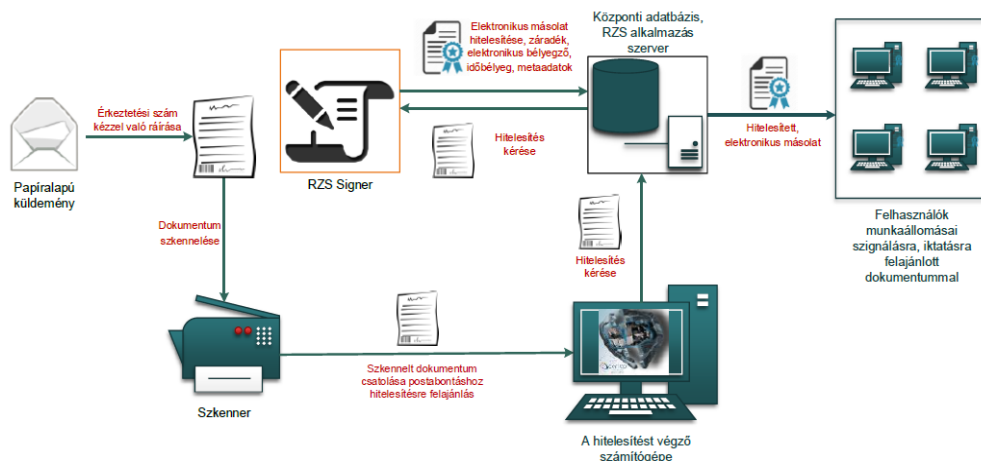 Papíralapú
küldemény
Érkeztetési szám
kézzel való ráírása
Dokumentum
szkennelése
Szkenner
Szkennelt dokumentum
csatolása postabontáshoz
hitelesítésre felajánlás
A hitelesítést végző
számítógépe
Hitelesítés
kérése
Központi adatbázis,
RZS alkalmazás
szerver
Hitelesítés
kérése
RZS Signer
Elektronikus másolat
hitelesítése, záradék,
elektronikus bélyegző,
időbélyeg, metaadatok
Hitelesített,
elektronikus másolat
Felhasználók
munkaállomásai
szignálásra, iktatásra
felajánlott
dokumentummal